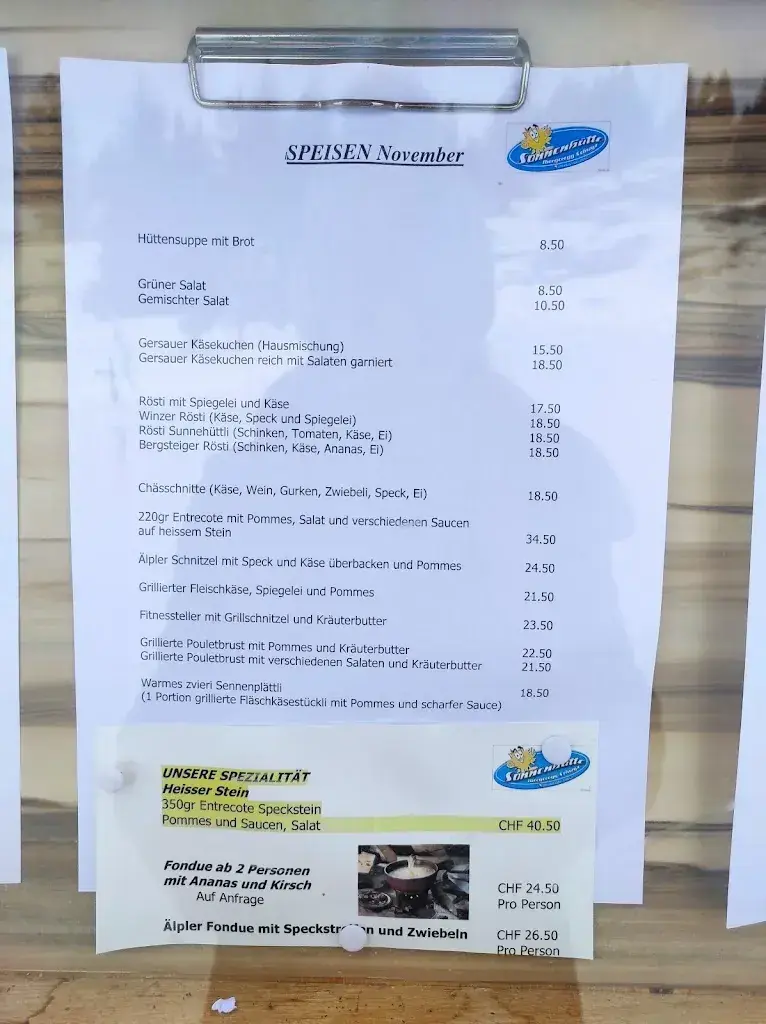 SPEISEN November
Sunnenhütte
Hüttensuppe mit Brot 8.50
Grüner Salat 8.50
Gemischter Salat 10.50
Gersauer Käsekuchen (Hausmischung) 15.50
Gersauer Käsekuchen reich mit Salaten garniert 18.50
Rösti mit Spiegelei und Käse 17.50
Winzer Rösti (Käse, Speck und Spiegelei) 18.50
Rösti Sunnehüttli (Schinken, Tomaten, Käse, Ei) 18.50
Bergsteiger Rösti (Schinken, Käse, Ananas, Ei) 18.50
Chässchnitte (Käse, Wein, Gurken, Zwiebeli, Speck, Ei) 18.50
220gr Entrecote mit Pommes, Salat und verschiedenen Saucen
auf heissem Stein 34.50
Älpler Schnitzel mit Speck und Käse überbacken und Pommes 24.50
Grillierter Fleischkäse, Spiegelei und Pommes 21.50
Fitnessteller mit Grillschnitzel und Kräuterbutter 23.50
Grillierte Pouletbrust mit Pommes und Kräuterbutter 22.50
Grillierte Pouletbrust mit verschiedenen Salaten und Kräuterbutter 21.50
Warmes zvieri Sennenplättli 18.50
(1 Portion grillierte Fläschkäsestückli mit Pommes und scharfer Sauce)
UNSERE SPEZIALITÄT
Heisser Stein
350gr Entrecote Speckstein
Pommes und Saucen, Salat CHF 40.50
Fondue ab 2 Personen
mit Ananas und Kirsch CHF 24.50
Auf Anfrage Pro Person
Älpler Fondue mit und Zwiebeln CHF 26.50
Pro Person